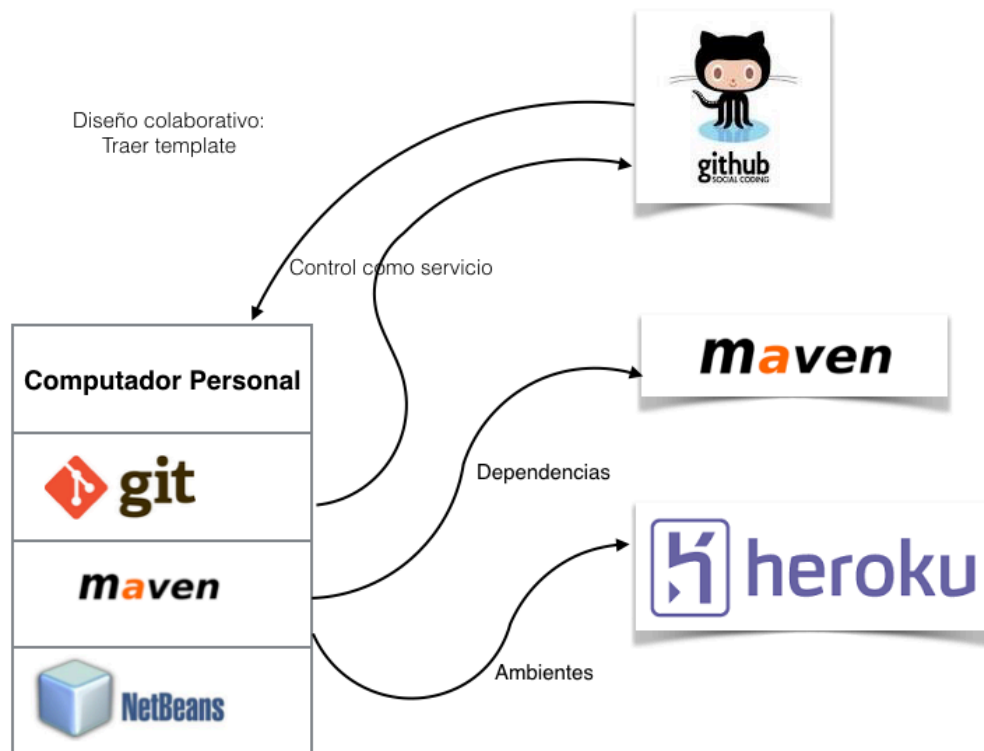 Diseño colaborativo:
Traer template
github
SOCIAL CODING
Control como servicio
Computador Personal
maven
git
Dependencias
maven
heroku
Ambientes
NetBeans